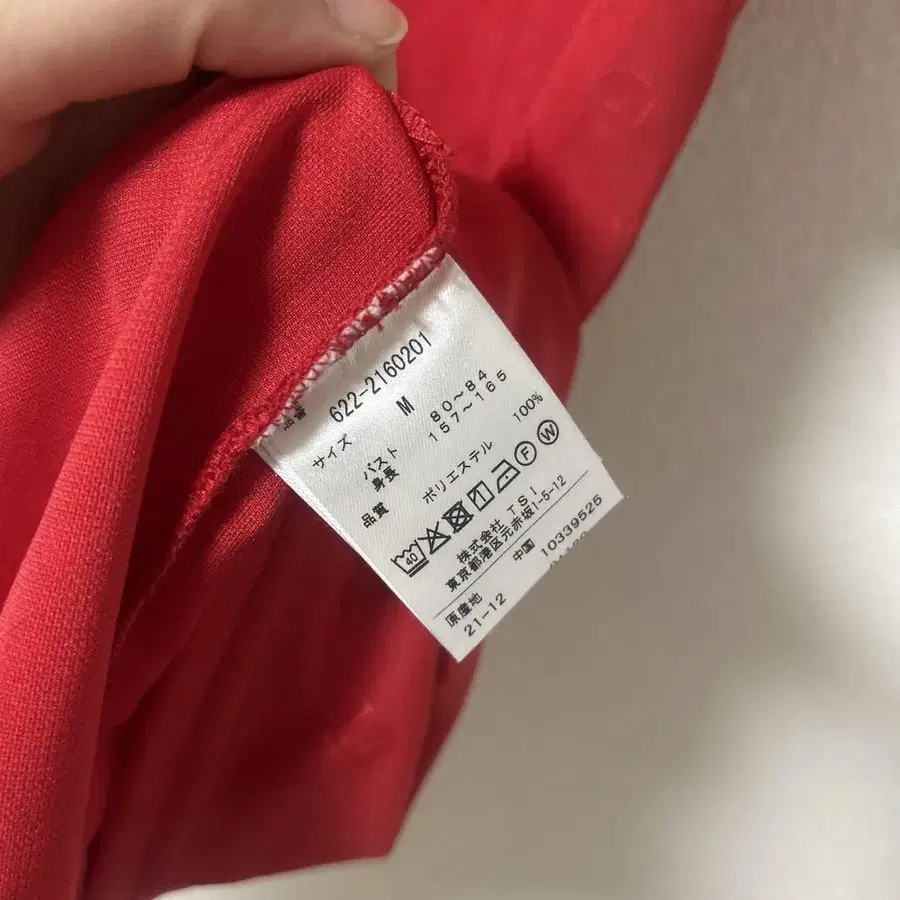 622-2160201
サイズ M
バスト 80～84
身長 157～165
品質 ポリエステル 100%
40 F W
株式会社 TSI
東京都港区元赤坂1-5-12
原産地 中国 10339525
21-12